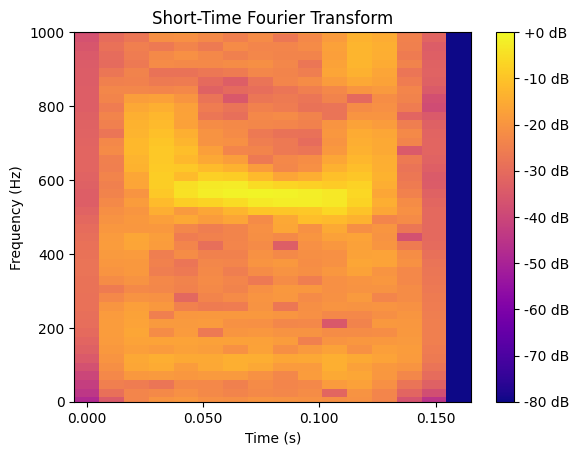 Short-Time Fourier Transform
1000
800
600
400
200
0
Frequency (Hz)
0.000
0.050
0.100
0.150
Time (s)
+0 dB
-10 dB
-20 dB
-30 dB
-40 dB
-50 dB
-60 dB
-70 dB
-80 dB